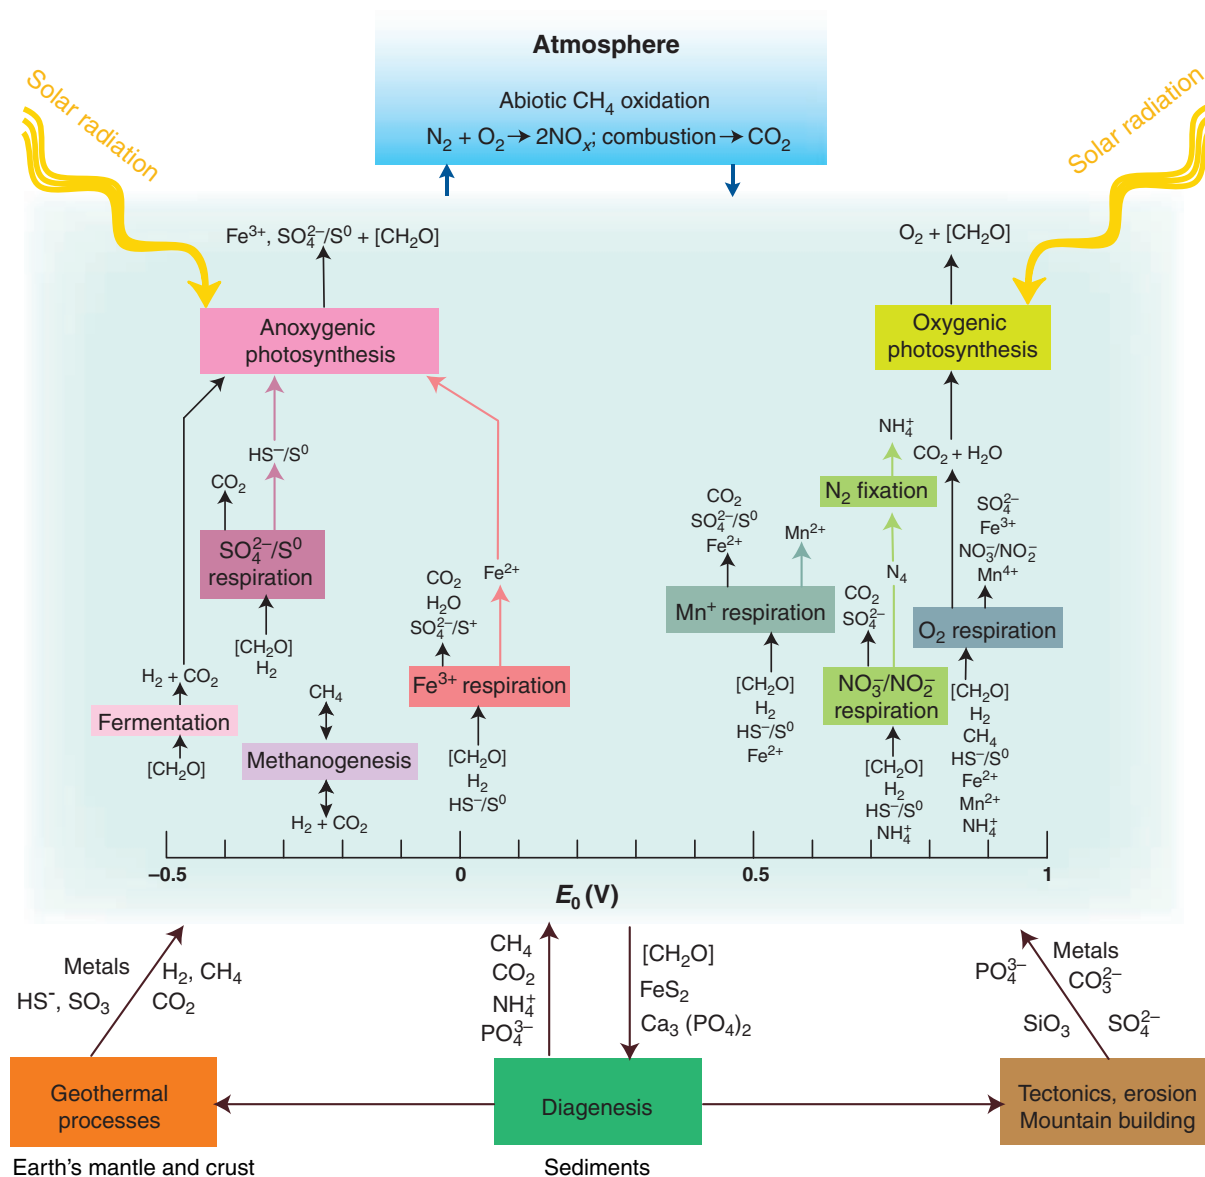 Atmosphere
Abiotic CH₄ oxidation
N₂ + O₂ → 2NOₓ; combustion → CO₂
Solar radiation
Solar radiation
Fe³⁺, SO₄²⁻/S⁰ + [CH₂O]
O₂ + [CH₂O]
Anoxygenic
photosynthesis
Oxygenic
photosynthesis
HS⁻/S⁰
CO₂
SO₄²⁻/S⁰
respiration
[CH₂O]
H₂
H₂ + CO₂
Fermentation
[CH₂O]
CH₄
Methanogenesis
H₂ + CO₂
Fe²⁺
CO₂
H₂O
SO₄²⁻/S⁺
Fe³⁺ respiration
[CH₂O]
H₂
HS⁻/S⁰
CO₂
SO₄²⁻/S⁰
Fe²⁺
Mn²⁺
Mn⁺ respiration
[CH₂O]
H₂
HS⁻/S⁰
Fe²⁺
NH₄⁺
N₂ fixation
N₄
CO₂
SO₄²⁻
NO₃⁻/NO₂⁻
respiration
[CH₂O]
H₂
HS⁻/S⁰
NH₄⁺
CO₂ + H₂O
SO₄²⁻
Fe³⁺
NO₃⁻/NO₂⁻
Mn⁴⁺
O₂ respiration
[CH₂O]
H₂
CH₄
HS⁻/S⁰
Fe²⁺
Mn²⁺
NH₄⁺
–0.5
0
0.5
1
E₀ (V)
Metals
HS⁻, SO₃
H₂, CH₄
CO₂
CH₄
CO₂
NH₄⁺
PO₄³⁻
[CH₂O]
FeS₂
Ca₃ (PO₄)₂
Metals
PO₄³⁻
CO₃²⁻
SiO₃
SO₄²⁻
Geothermal
processes
Diagenesis
Tectonics, erosion
Mountain building
Earth's mantle and crust
Sediments